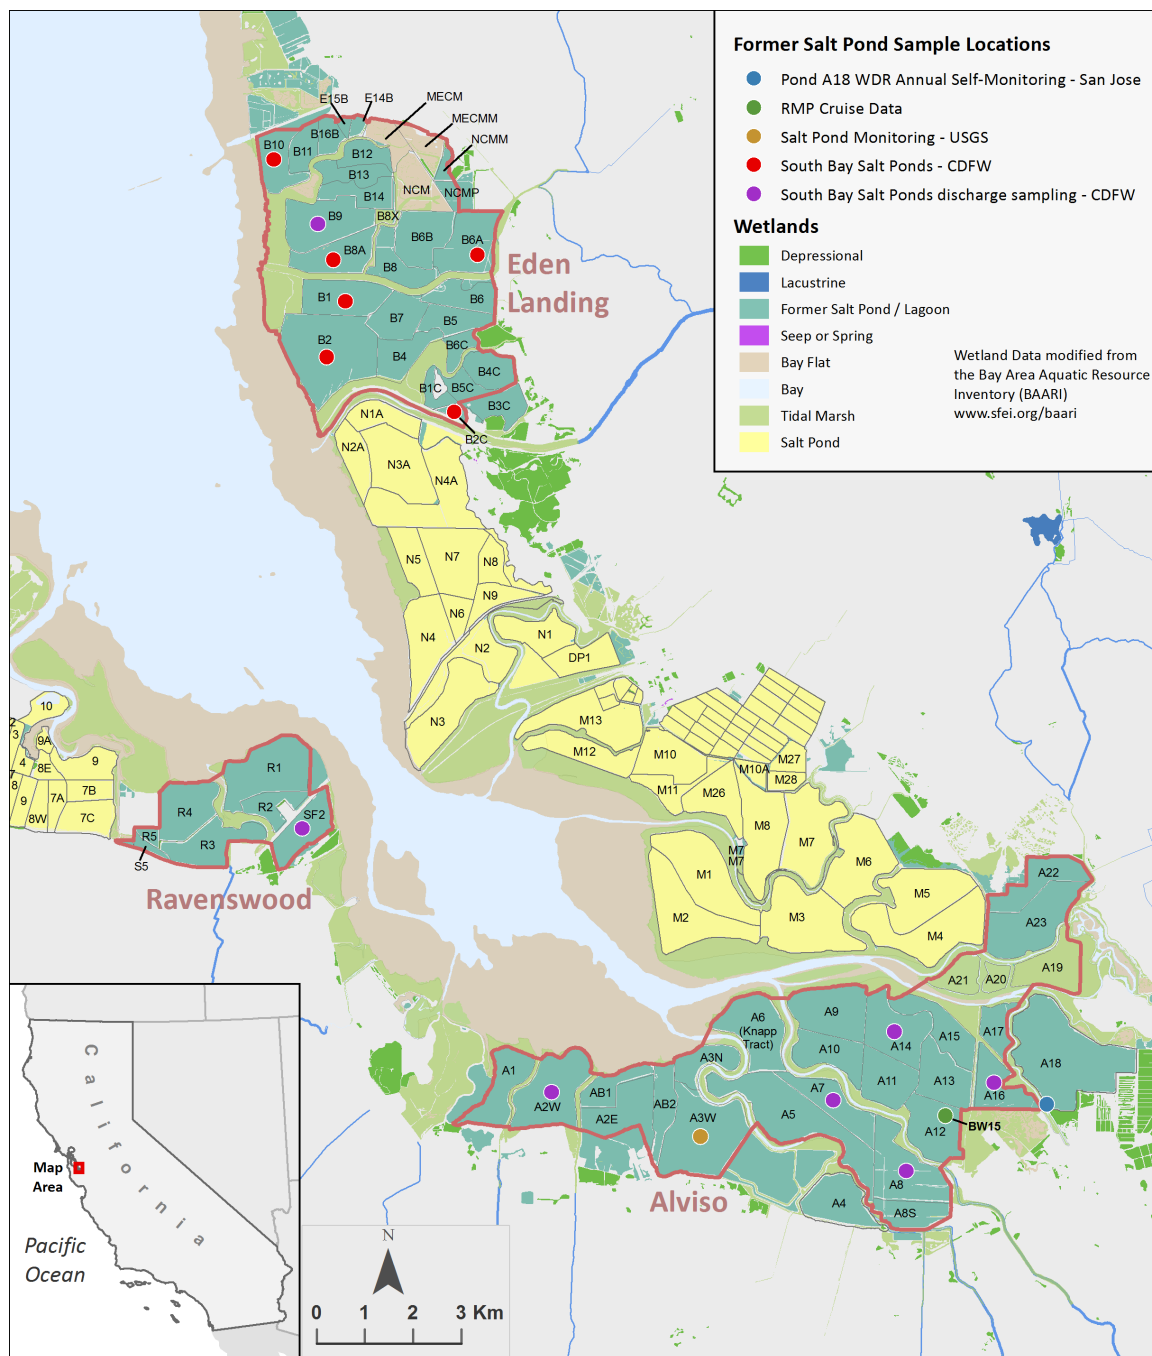 Former Salt Pond Sample Locations
Pond A18 WDR Annual Self-Monitoring - San Jose
RMP Cruise Data
Salt Pond Monitoring - USGS
South Bay Salt Ponds - CDFW
South Bay Salt Ponds discharge sampling - CDFW
Wetlands
Depressional
Lacustrine
Former Salt Pond / Lagoon
Seep or Spring
Bay Flat
Bay
Tidal Marsh
Salt Pond
Wetland Data modified from
the Bay Area Aquatic Resource
Inventory (BAARI)
www.sfei.org/baari
E15B
E14B
MECM
MECMM
NCMM
B10
B11
B16B
B12
B13
B14
NCM
NCMP
B9
B8X
B8A
B6B
B6A
B8
Eden
Landing
B1
B6
B7
B5
B2
B4
B6C
B4C
B1C
B5C
B3C
B2C
N1A
N2A
N3A
N4A
N5
N7
N8
N9
N6
N4
N2
N1
DP1
N3
M13
M12
M10
M11
M10A
M27
M28
M26
M8
M7
M7
M7
M6
M1
M2
M3
M5
M4
10
2
3
9A
4
8E
9
7
8
7A
7B
9
8W
7C
R1
R2
SF2
R4
R3
R5
S5
Ravenswood
A22
A23
A19
A20
A21
A6
(Knapp
Tract)
A9
A14
A15
A17
A10
A18
A3N
A11
A13
A16
A1
A2W
AB1
A2E
AB2
A3W
A7
A5
A12
BW15
A8
A8S
A4
Alviso
California
Map
Area
Pacific
Ocean
N
0 1 2 3 Km